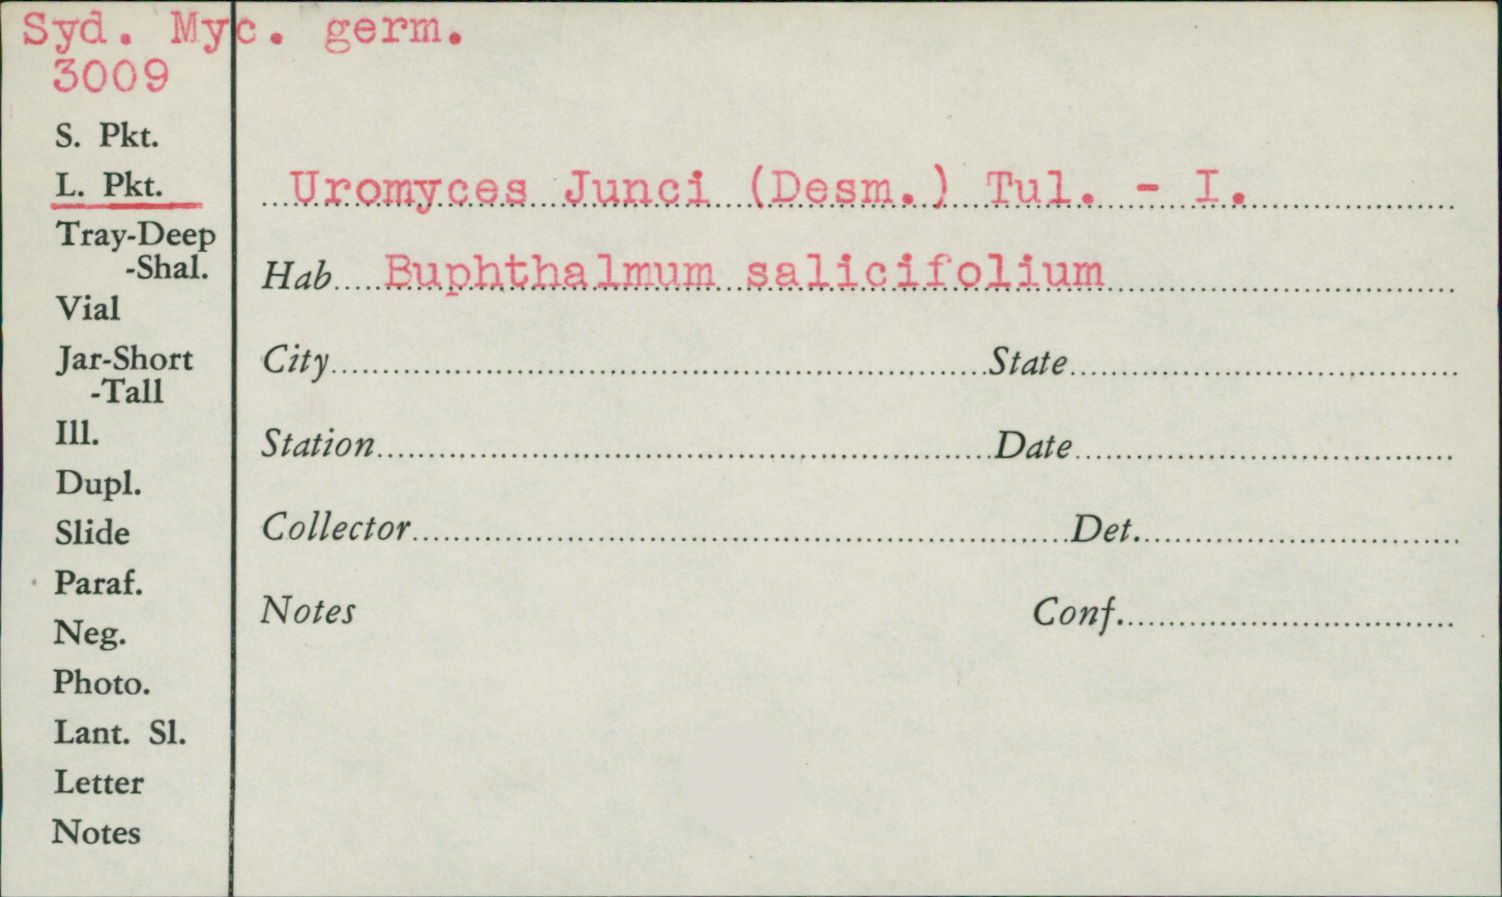 Syd. Myc. germ.
3009
S. Pkt.
L. Pkt.
Tray-Deep
-Shal.
Vial
Jar-Short
-Tall
Ill.
Dupl.
Slide
Paraf.
Neg.
Photo.
Lant. Sl.
Letter
Notes
Uromyces Junci (Desm.) Tul. - I.
Hab Buphthalmum salicifolium
City State
Station Date
Collector Det.
Notes Conf.